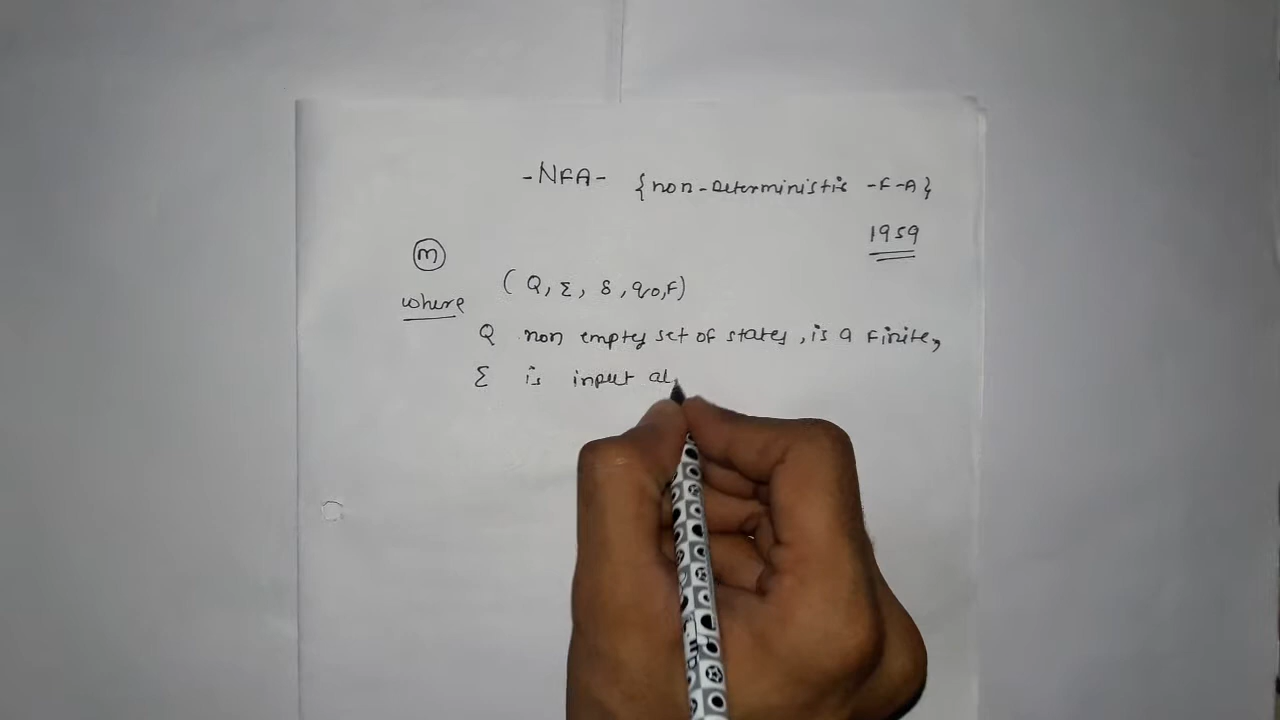 -NFA- {non-Deterministic -F-A}
1959
m
(Q, Σ, δ, q0, F)
where
Q non empty set of states, is a finite,
Σ is input al